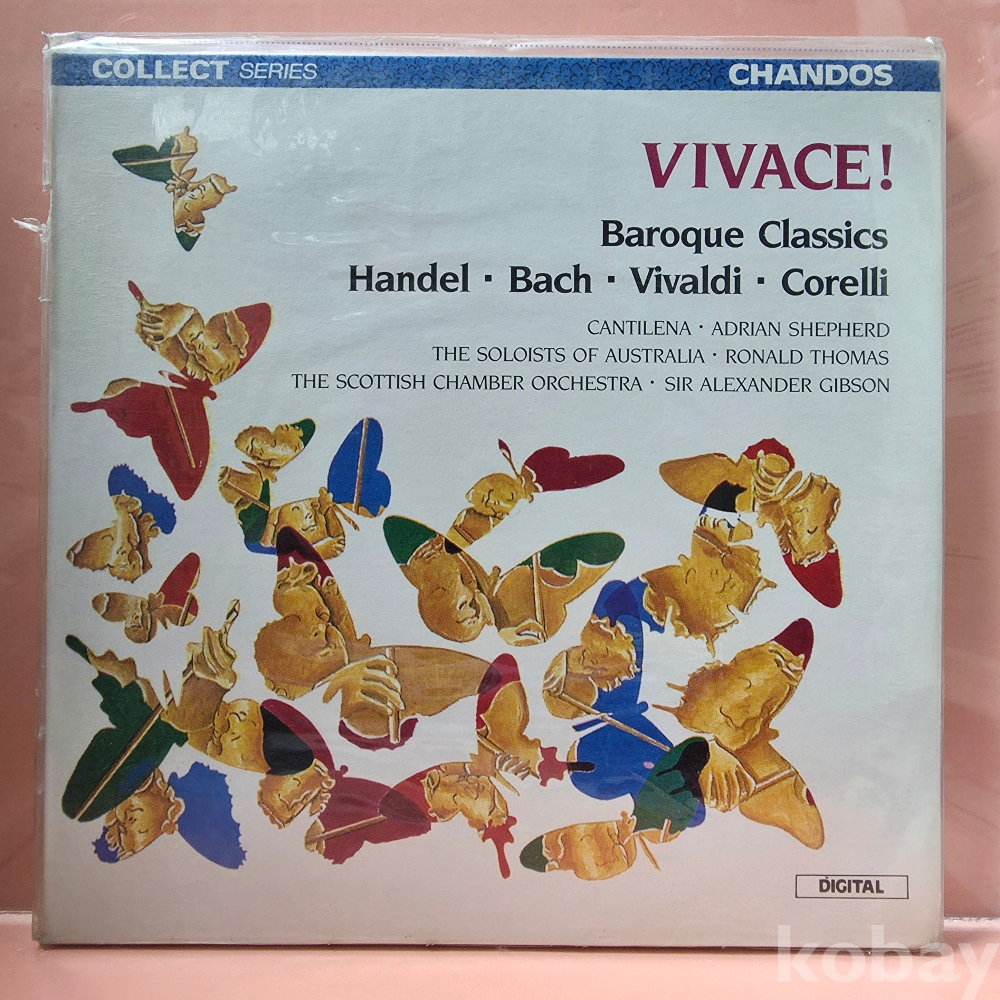 COLLECT SERIES
CHANDOS
VIVACE!
Baroque Classics
Handel · Bach · Vivaldi · Corelli
CANTILENA · ADRIAN SHEPHERD
THE SOLOISTS OF AUSTRALIA · RONALD THOMAS
THE SCOTTISH CHAMBER ORCHESTRA · SIR ALEXANDER GIBSON
DIGITAL
kobay